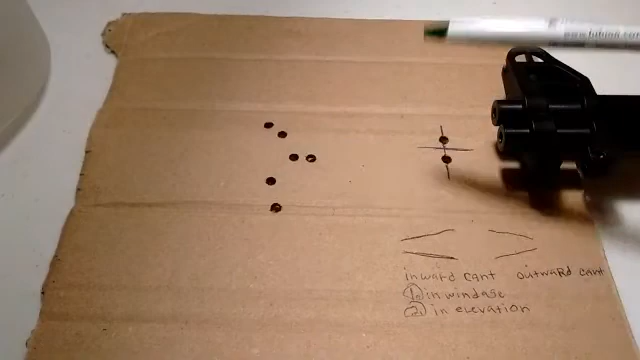 inward cant outward cant
① in windage
② in elevation